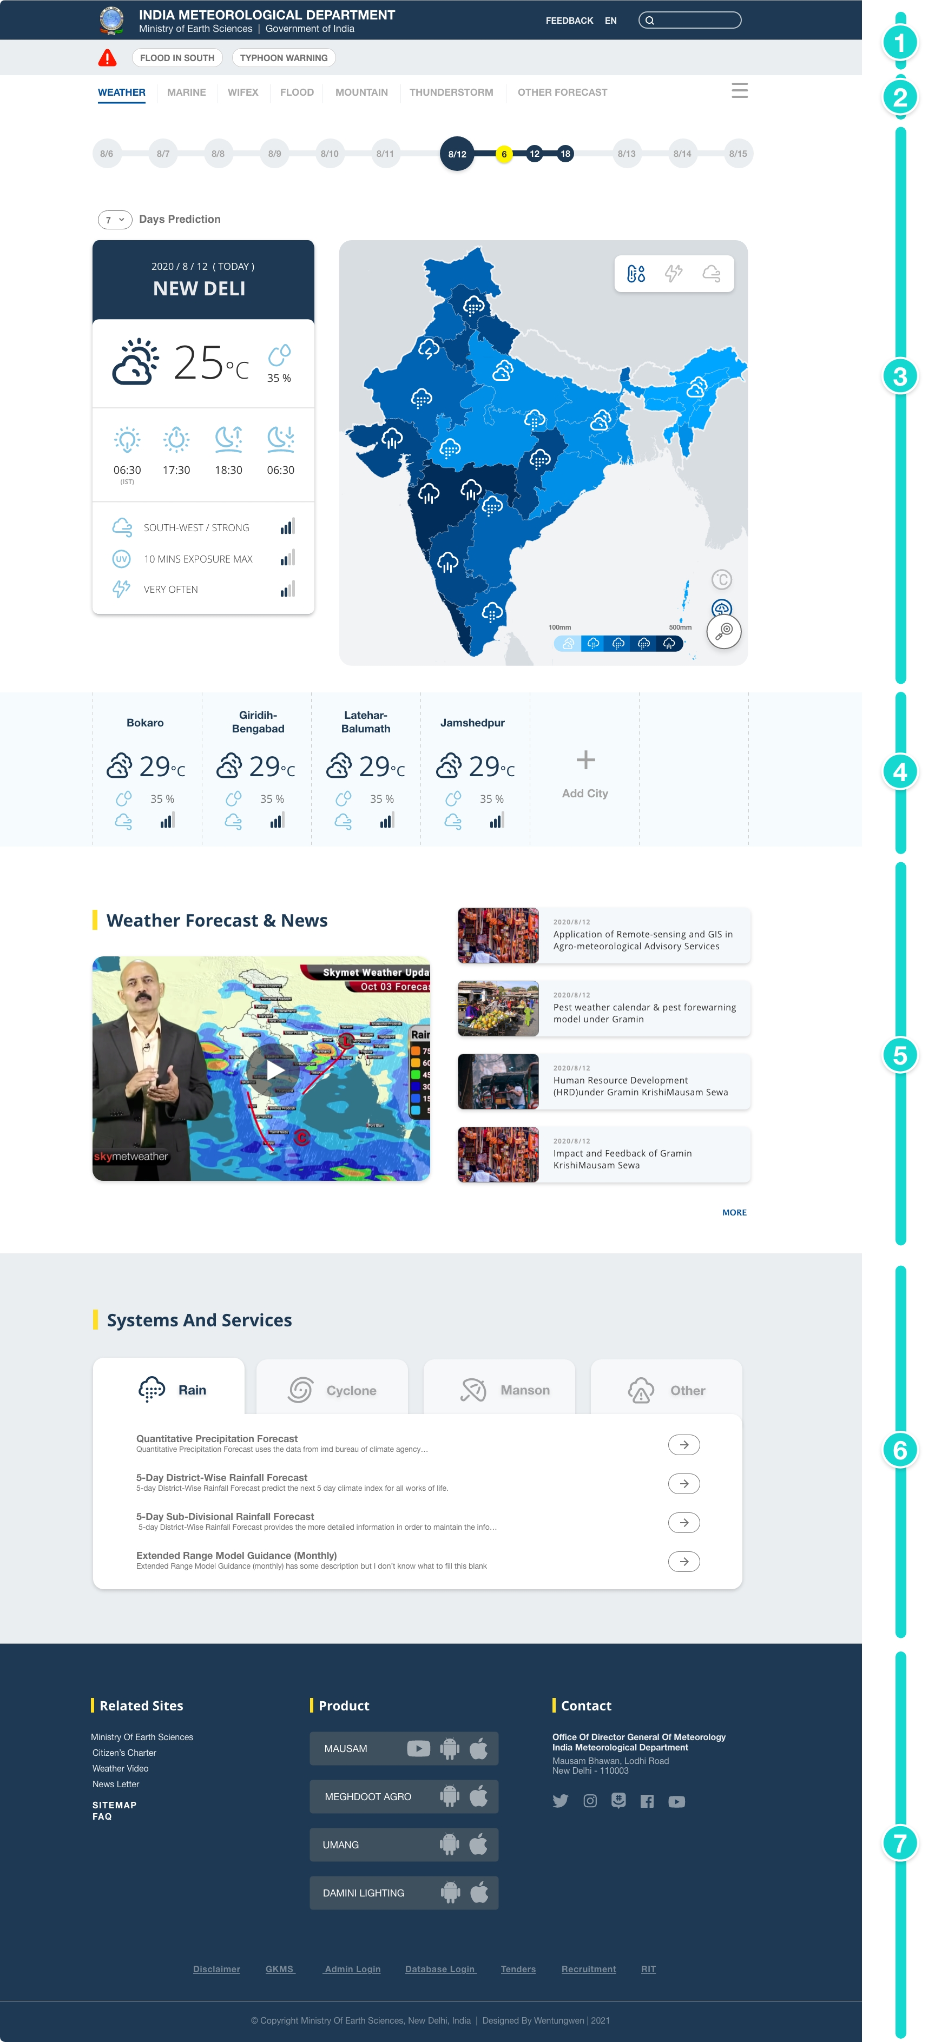 INDIA METEOROLOGICAL DEPARTMENT
Ministry of Earth Sciences | Government of India
FEEDBACK EN
1
FLOOD IN SOUTH TYPHOON WARNING
WEATHER MARINE WIFEX FLOOD MOUNTAIN THUNDERSTORM OTHER FORECAST
2
8/6 8/7 8/8 8/9 8/10 8/11 8/12 6 12 18 8/13 8/14 8/15
7 Days Prediction
2020 / 8 / 12 ( TODAY )
NEW DELI
25°C
35 %
06:30 17:30 18:30 06:30
(IST)
SOUTH-WEST / STRONG
UV 10 MINS EXPOSURE MAX
VERY OFTEN
°C
100mm 500mm
3
Bokaro
29°C
35 %
Giridih-
Bengabad
29°C
35 %
Latehar-
Balumath
29°C
35 %
Jamshedpur
29°C
35 %
+
Add City
4
Weather Forecast & News
Skymet Weather Upda
Oct 03 Forecas
Rain
skymetweather
2020/8/12
Application of Remote-sensing and GIS in
Agro-meteorological Advisory Services
2020/8/12
Pest weather calendar & pest forewarning
model under Gramin
2020/8/12
Human Resource Development
(HRD)under Gramin KrishiMausam Sewa
2020/8/12
Impact and Feedback of Gramin
KrishiMausam Sewa
MORE
5
Systems And Services
Rain Cyclone Manson Other
Quantitative Precipitation Forecast
Quantitative Precipitation Forecast uses the data from imd bureau of climate agency...
5-Day District-Wise Rainfall Forecast
5-day District-Wise Rainfall Forecast predict the next 5 day climate index for all works of life.
5-Day Sub-Divisional Rainfall Forecast
5-day District-Wise Rainfall Forecast provides the more detailed information in order to maintain the info...
Extended Range Model Guidance (Monthly)
Extended Range Model Guidance (monthly) has some description but I don't know what to fill this blank
6
Related Sites
Ministry Of Earth Sciences
Citizen's Charter
Weather Video
News Letter
SITEMAP
FAQ
Product
MAUSAM
MEGHDOOT AGRO
UMANG
DAMINI LIGHTING
Contact
Office Of Director General Of Meteorology
India Meteorological Department
Mausam Bhawan, Lodhi Road
New Delhi - 110003
7
Disclaimer GKMS Admin Login Database Login Tenders Recruitment RIT
© Copyright Ministry Of Earth Sciences, New Delhi, India | Designed By Wentungwen | 2021